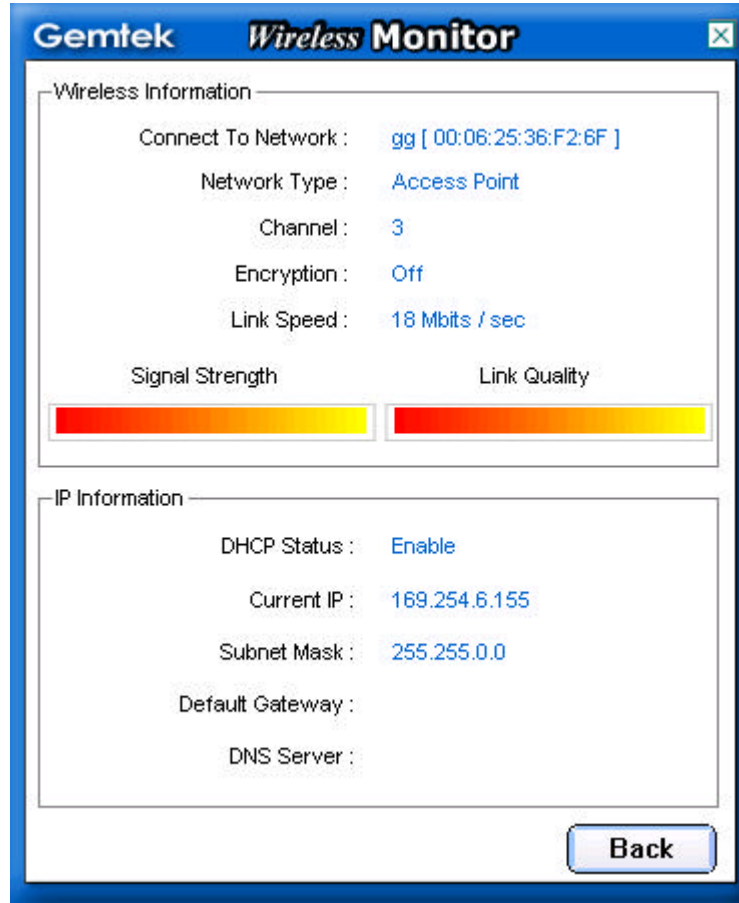 Gemtek Wireless Monitor
Wireless Information
Connect To Network : gg [ 00:06:25:36:F2:6F ]
Network Type : Access Point
Channel : 3
Encryption : Off
Link Speed : 18 Mbits / sec
Signal Strength Link Quality
IP Information
DHCP Status : Enable
Current IP : 169.254.6.155
Subnet Mask : 255.255.0.0
Default Gateway :
DNS Server :
Back